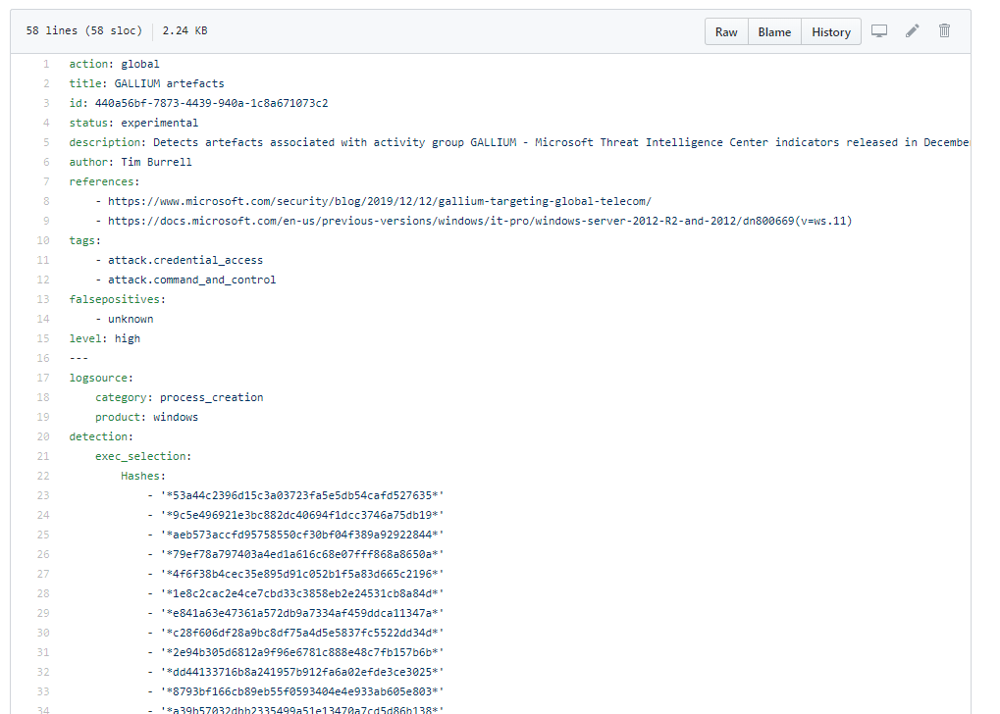 58 lines (58 sloc) 2.24 KB Raw Blame History
1 action: global
2 title: GALLIUM artefacts
3 id: 440a56bf-7873-4439-940a-1c8a671073c2
4 status: experimental
5 description: Detects artefacts associated with activity group GALLIUM - Microsoft Threat Intelligence Center indicators released in Decembe
6 author: Tim Burrell
7 references:
8 - https://www.microsoft.com/security/blog/2019/12/12/gallium-targeting-global-telecom/
9 - https://docs.microsoft.com/en-us/previous-versions/windows/it-pro/windows-server-2012-R2-and-2012/dn800669(v=ws.11)
10 tags:
11 - attack.credential_access
12 - attack.command_and_control
13 falsepositives:
14 - unknown
15 level: high
16 ---
17 logsource:
18 category: process_creation
19 product: windows
20 detection:
21 exec_selection:
22 Hashes:
23 - '*53a44c2396d15c3a03723fa5e5db54cafd527635*'
24 - '*9c5e496921e3bc882dc40694f1dcc3746a75db19*'
25 - '*aeb573accfd95758550cf30bf04f389a92922844*'
26 - '*79ef78a797403a4ed1a616c68e07fff868a8650a*'
27 - '*4f6f38b4cec35e895d91c052b1f5a83d665c2196*'
28 - '*1e8c2cac2e4ce7cbd33c3858eb2e24531cb8a84d*'
29 - '*e841a63e47361a572db9a7334af459ddca11347a*'
30 - '*c28f606df28a9bc8df75a4d5e5837fc5522dd34d*'
31 - '*2e94b305d6812a9f96e6781c888e48c7fb157b6b*'
32 - '*dd44133716b8a241957b912fa6a02efde3ce3025*'
33 - '*8793bf166cb89eb55f0593404e4e933ab605e803*'
34 - '*a39b57032dbb2335499a51e13470a7cd5d86b138*'